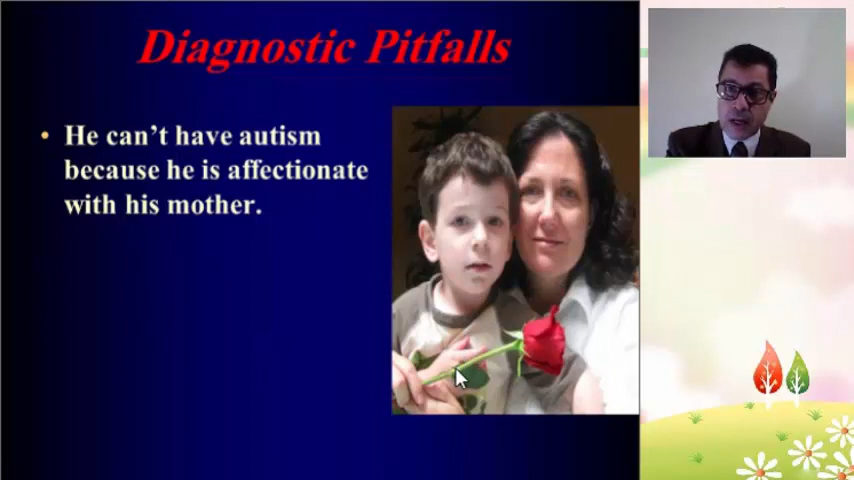 Diagnostic Pitfalls
• He can't have autism
because he is affectionate
with his mother.